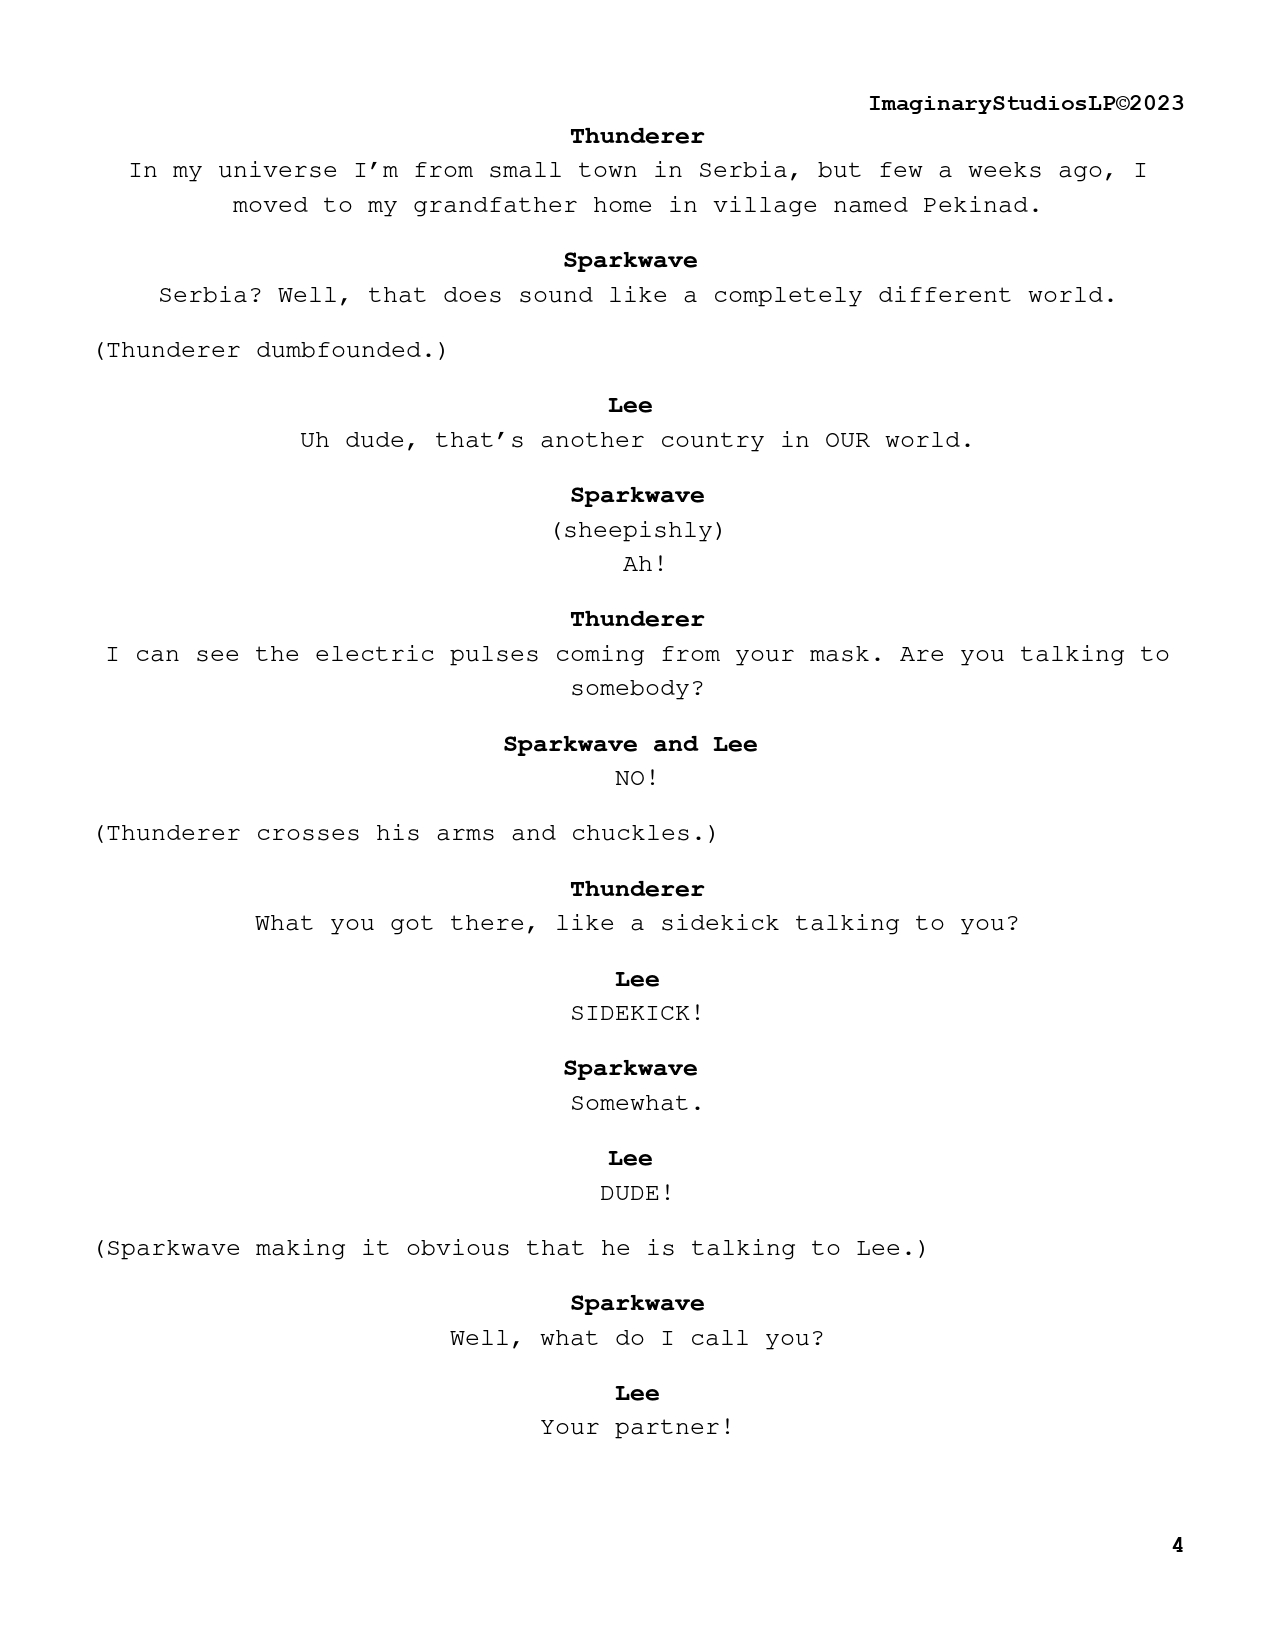 ImaginaryStudiosLP©2023
Thunderer
In my universe I’m from small town in Serbia, but few a weeks ago, I
moved to my grandfather home in village named Pekinad.
Sparkwave
Serbia? Well, that does sound like a completely different world.
(Thunderer dumbfounded.)
Lee
Uh dude, that’s another country in OUR world.
Sparkwave
(sheepishly)
Ah!
Thunderer
I can see the electric pulses coming from your mask. Are you talking to
somebody?
Sparkwave and Lee
NO!
(Thunderer crosses his arms and chuckles.)
Thunderer
What you got there, like a sidekick talking to you?
Lee
SIDEKICK!
Sparkwave
Somewhat.
Lee
DUDE!
(Sparkwave making it obvious that he is talking to Lee.)
Sparkwave
Well, what do I call you?
Lee
Your partner!
4